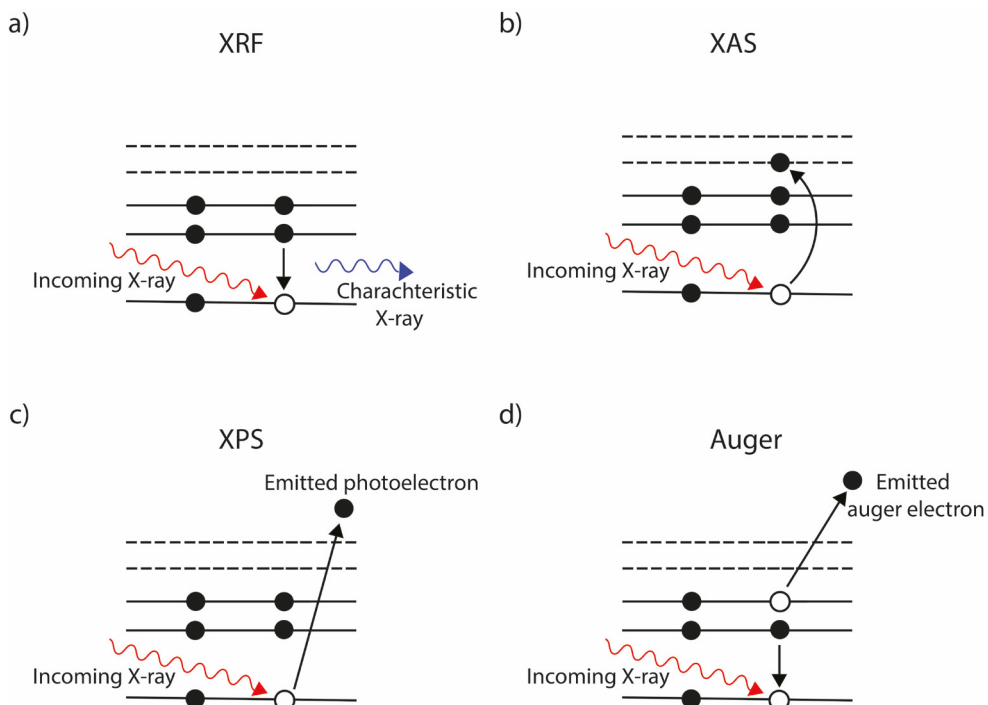 a)
XRF
Incoming X-ray
Charachteristic
X-ray
b)
XAS
Incoming X-ray
c)
XPS
Emitted photoelectron
Incoming X-ray
d)
Auger
Emitted
auger electron
Incoming X-ray